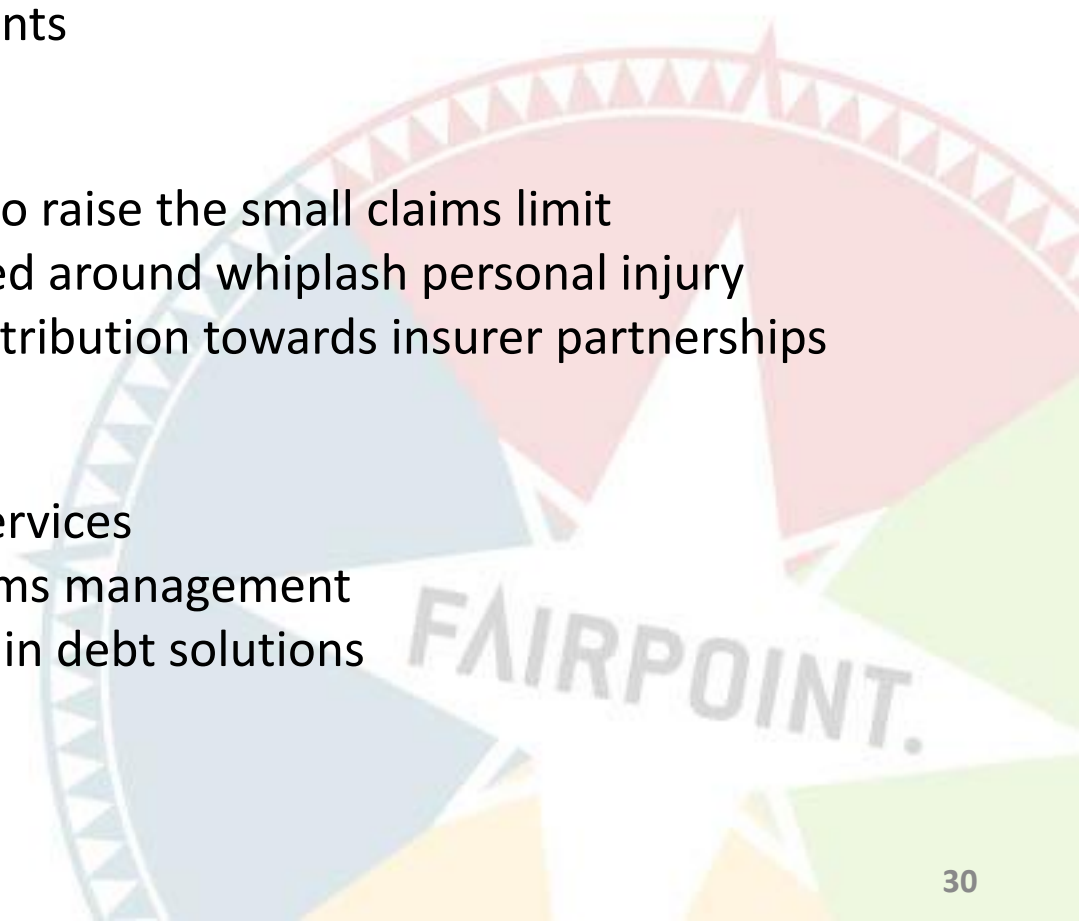 nts
o raise the small claims limit
ed around whiplash personal injury
tribution towards insurer partnerships
ervices
ms management
in debt solutions
FAIRPOINT.
30